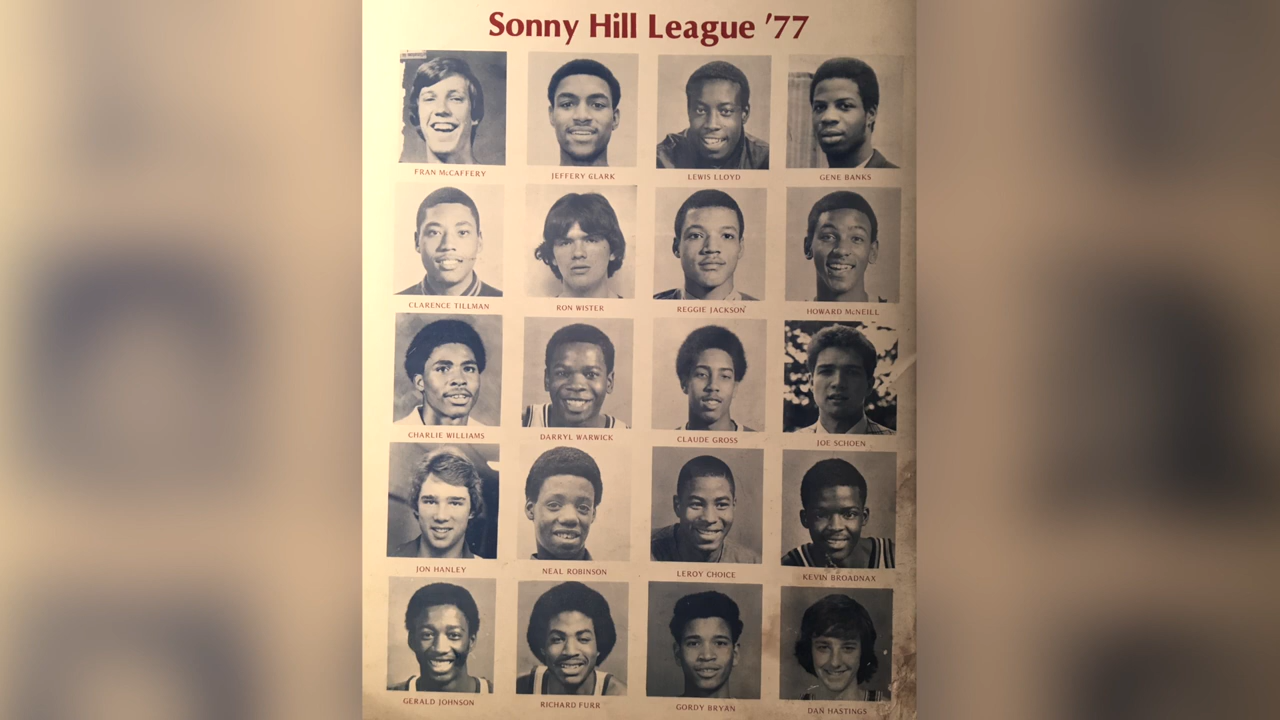 Sonny Hill League '77
FRAN McCAFFERY JEFFERY CLARK LEWIS LLOYD GENE BANKS
CLARENCE TILLMAN RON WISTER REGGIE JACKSON HOWARD McNEILL
CHARLIE WILLIAMS DARRYL WARWICK CLAUDE GROSS JOE SCHOEN
JON HANLEY NEAL ROBINSON LEROY CHOICE KEVIN BROADNAX
GERALD JOHNSON RICHARD FURR GORDY BRYAN DAN HASTINGS